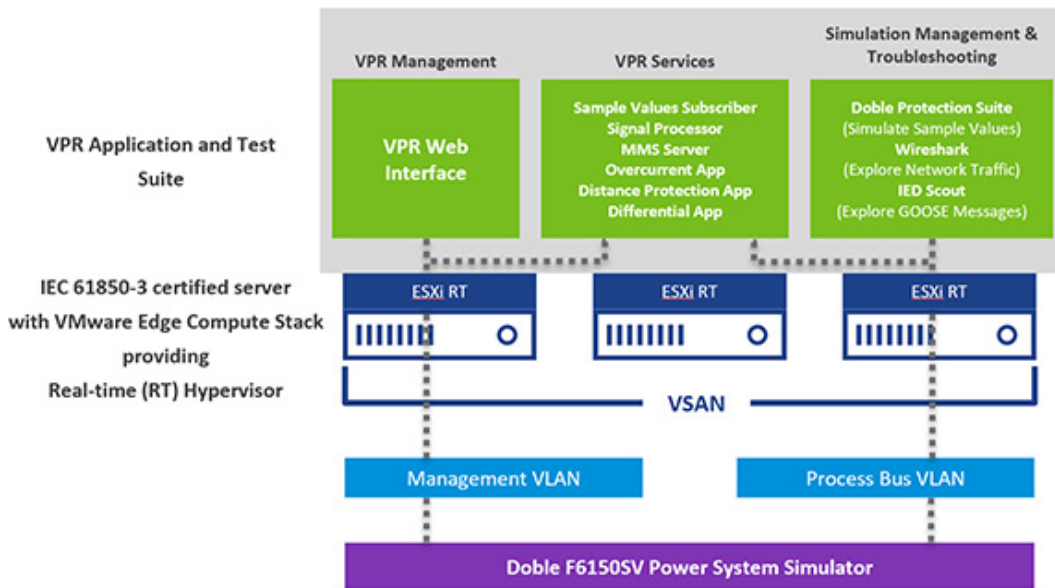 VPR Management
VPR Services
Simulation Management &
Troubleshooting
VPR Application and Test
Suite
VPR Web
Interface
Sample Values Subscriber
Signal Processor
MMS Server
Overcurrent App
Distance Protection App
Differential App
Doble Protection Suite
(Simulate Sample Values)
Wireshark
(Explore Network Traffic)
IED Scout
(Explore GOOSE Messages)
IEC 61850-3 certified server
with VMware Edge Compute Stack
providing
Real-time (RT) Hypervisor
ESXi RT
ESXi RT
ESXi RT
VSAN
Management VLAN
Process Bus VLAN
Doble F6150SV Power System Simulator